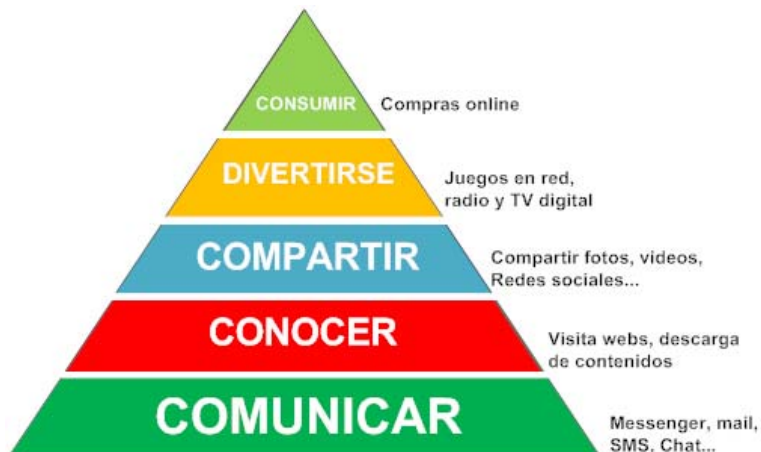 CONSUMIR Compras online
DIVERTIRSE
Juegos en red,
radio y TV digital
COMPARTIR
Compartir fotos, videos,
Redes sociales...
CONOCER
Visita webs, descarga
de contenidos
COMUNICAR
Messenger, mail,
SMS. Chat...